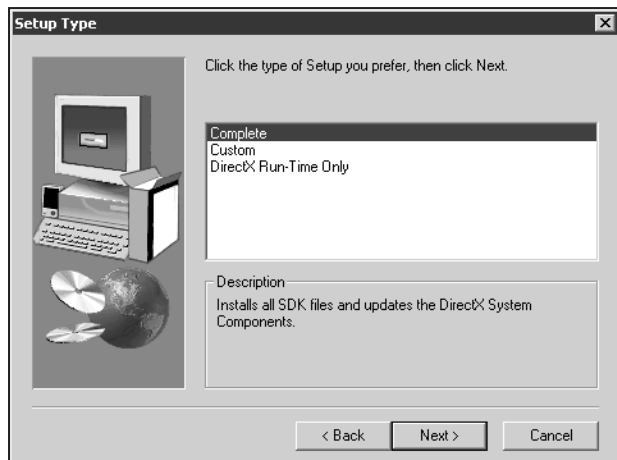 Setup Type
Click the type of Setup you prefer, then click Next.
Complete
Custom
DirectX Run-Time Only
Description
Installs all SDK files and updates the DirectX System
Components.
< Back
Next >
Cancel